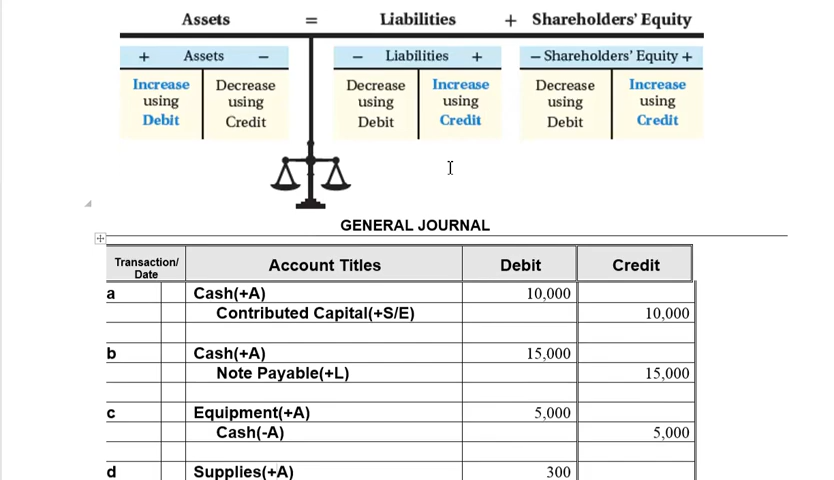 Assets = Liabilities + Shareholders' Equity
+ Assets − − Liabilities + − Shareholders' Equity +
Increase Decrease Decrease Increase Decrease Increase
using using using using using using
Debit Credit Debit Credit Debit Credit
GENERAL JOURNAL
Transaction/ Date Account Titles Debit Credit
a Cash(+A) 10,000
Contributed Capital(+S/E) 10,000
b Cash(+A) 15,000
Note Payable(+L) 15,000
c Equipment(+A) 5,000
Cash(-A) 5,000
d Supplies(+A) 300